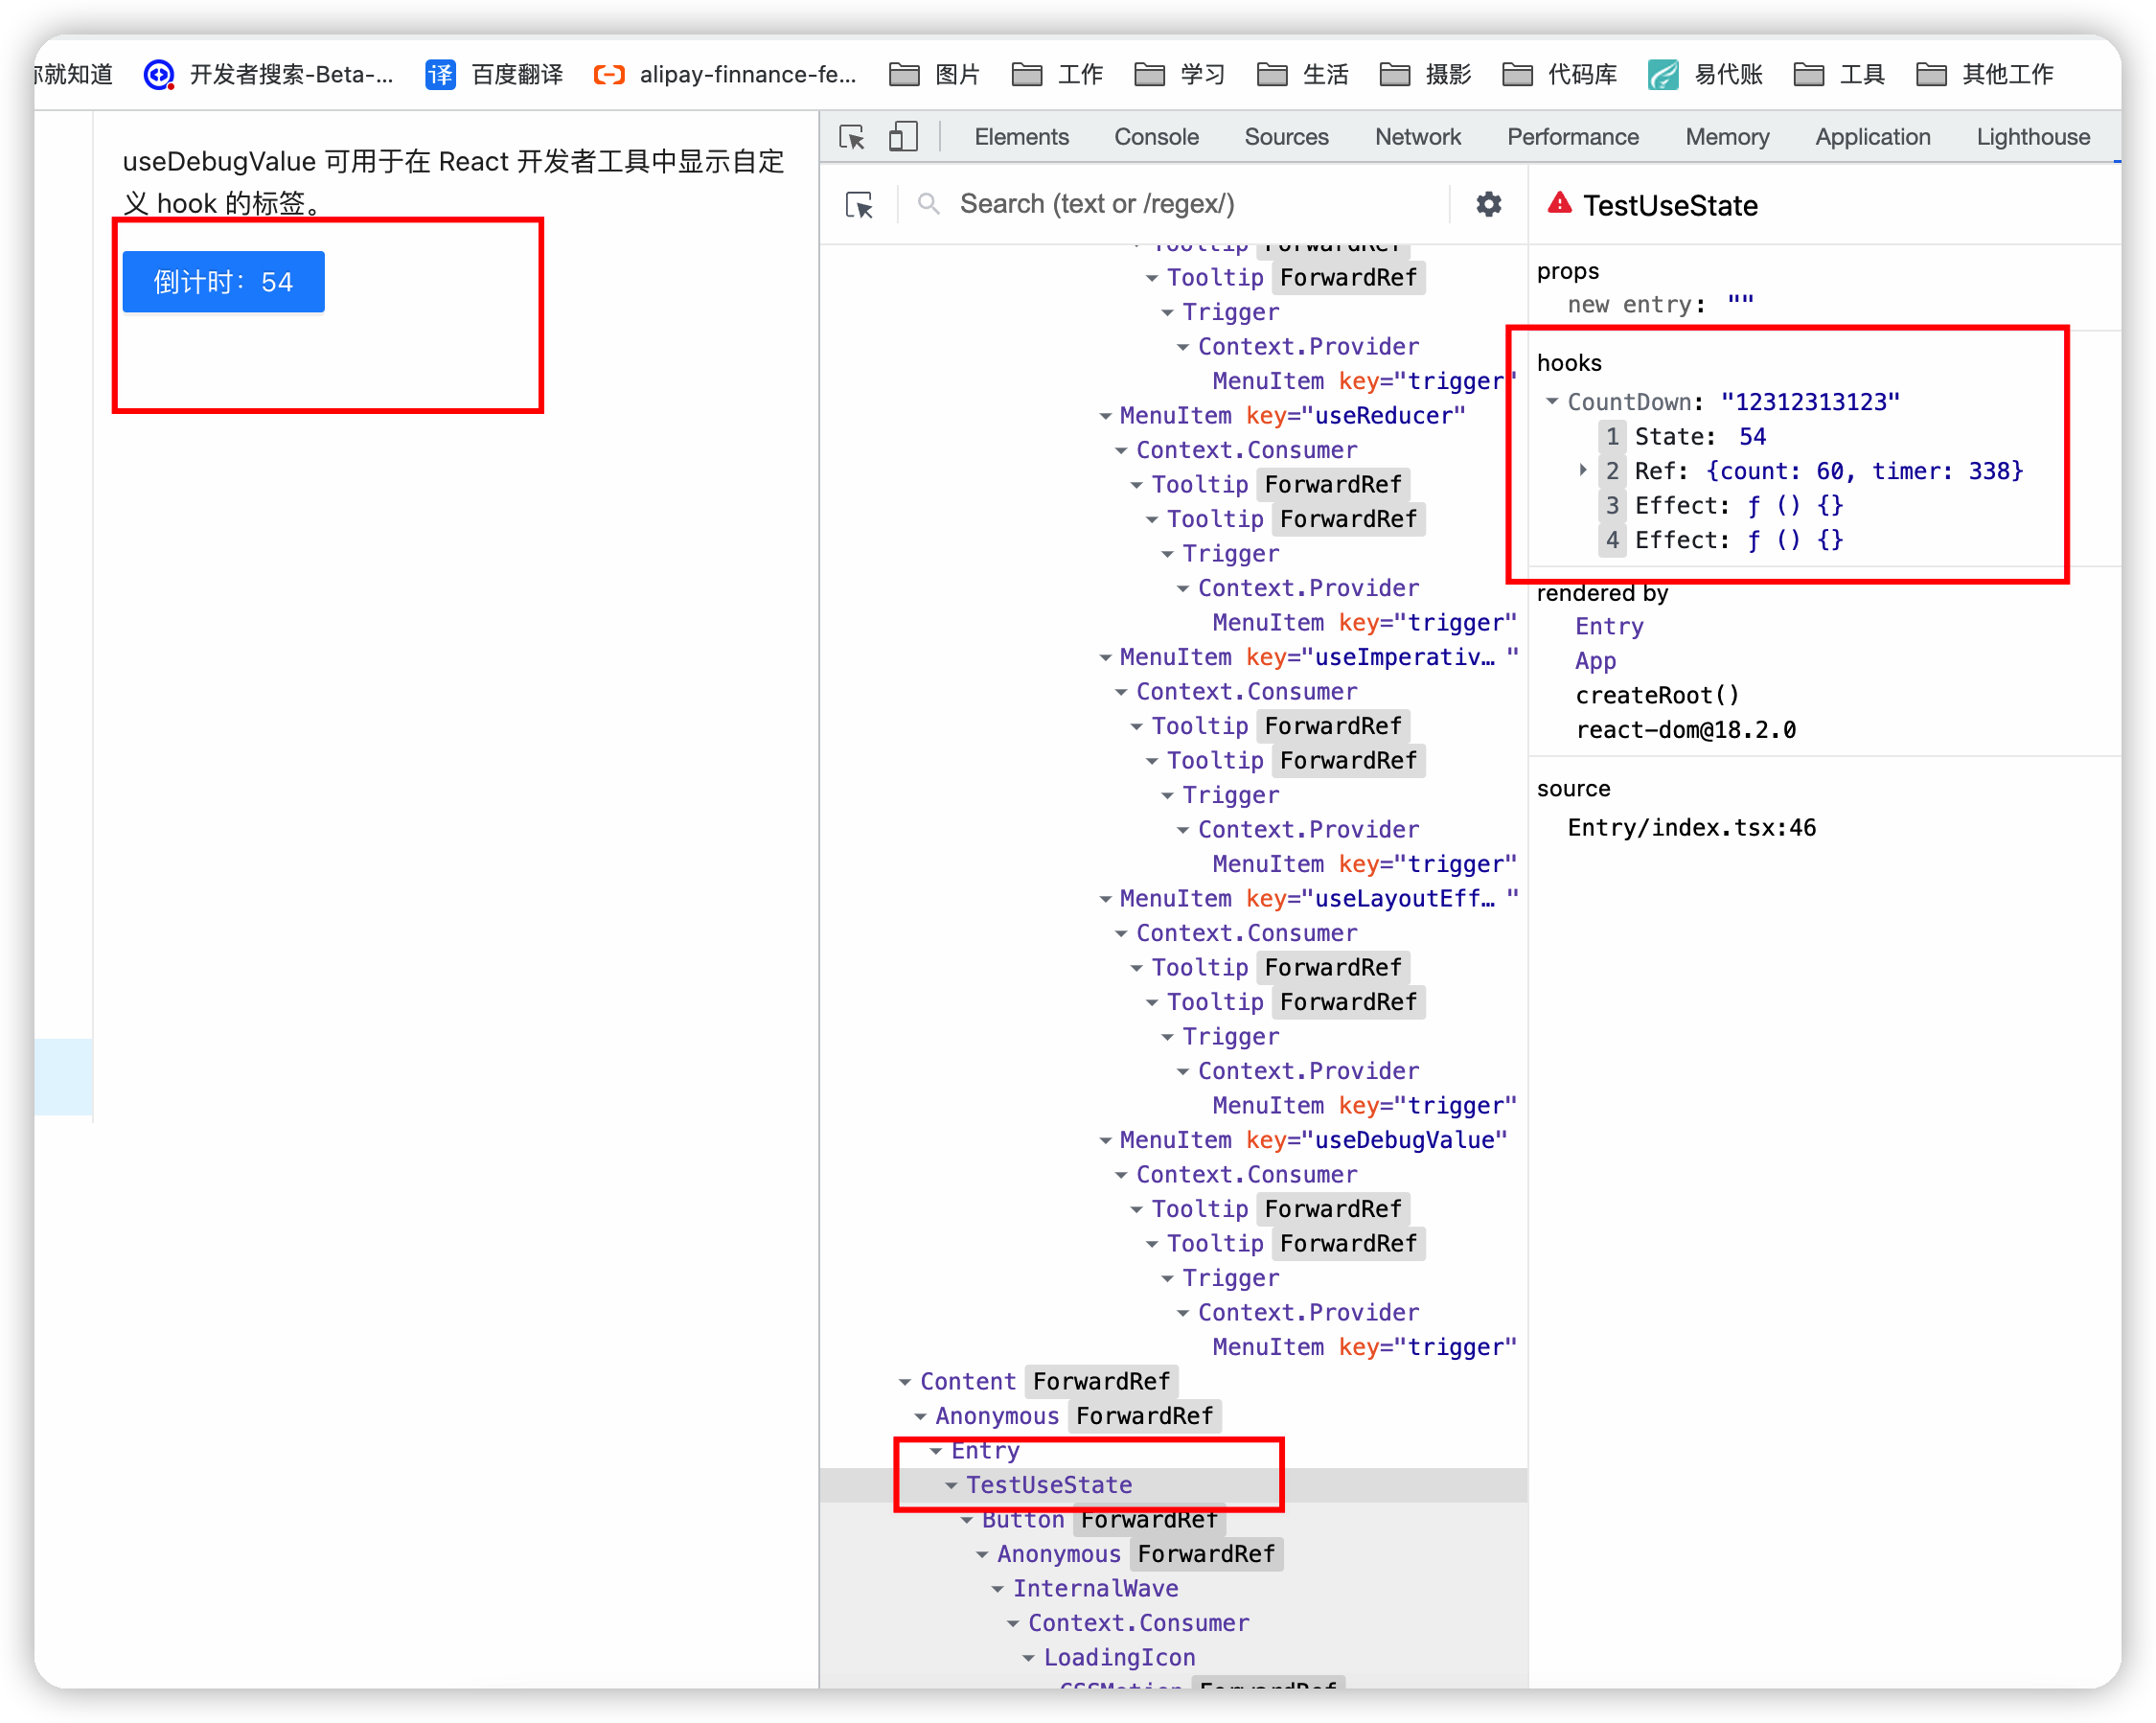 你就知道 开发者搜索-Beta-... 百度翻译 alipay-finnance-fe... 图片 工作 学习 生活 摄影 代码库 易代账 工具 其他工作
useDebugValue 可用于在 React 开发者工具中显示自定
义 hook 的标签。
倒计时：54
Elements Console Sources Network Performance Memory Application Lighthouse
Search (text or /regex/)
Tooltip ForwardRef
Tooltip ForwardRef
Trigger
Context.Provider
MenuItem key="trigger"
MenuItem key="useReducer"
Context.Consumer
Tooltip ForwardRef
Tooltip ForwardRef
Trigger
Context.Provider
MenuItem key="trigger"
MenuItem key="useImperativ… "
Context.Consumer
Tooltip ForwardRef
Tooltip ForwardRef
Trigger
Context.Provider
MenuItem key="trigger"
MenuItem key="useLayoutEff… "
Context.Consumer
Tooltip ForwardRef
Tooltip ForwardRef
Trigger
Context.Provider
MenuItem key="trigger"
MenuItem key="useDebugValue"
Context.Consumer
Tooltip ForwardRef
Tooltip ForwardRef
Trigger
Context.Provider
MenuItem key="trigger"
Content ForwardRef
Anonymous ForwardRef
Entry
TestUseState
Button ForwardRef
Anonymous ForwardRef
InternalWave
Context.Consumer
LoadingIcon
CSSMotion ForwardRef
TestUseState
props
new entry: ""
hooks
CountDown: "12312313123"
1 State: 54
2 Ref: {count: 60, timer: 338}
3 Effect: ƒ () {}
4 Effect: ƒ () {}
rendered by
Entry
App
createRoot()
react-dom@18.2.0
source
Entry/index.tsx:46